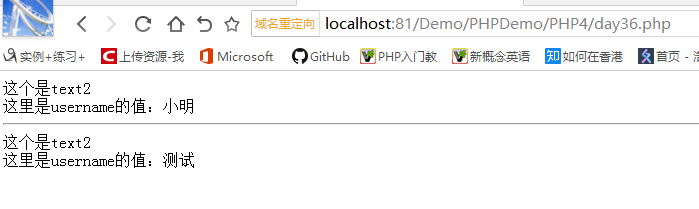 域名重定向 localhost:81/Demo/PHPDemo/PHP4/day36.php
实例+练习+ 上传资源-我 Microsoft GitHub PHP入门教 新概念英语 知 如何在香港 首页 -
这个是text2
这里是username的值：小明
这个是text2
这里是username的值：测试